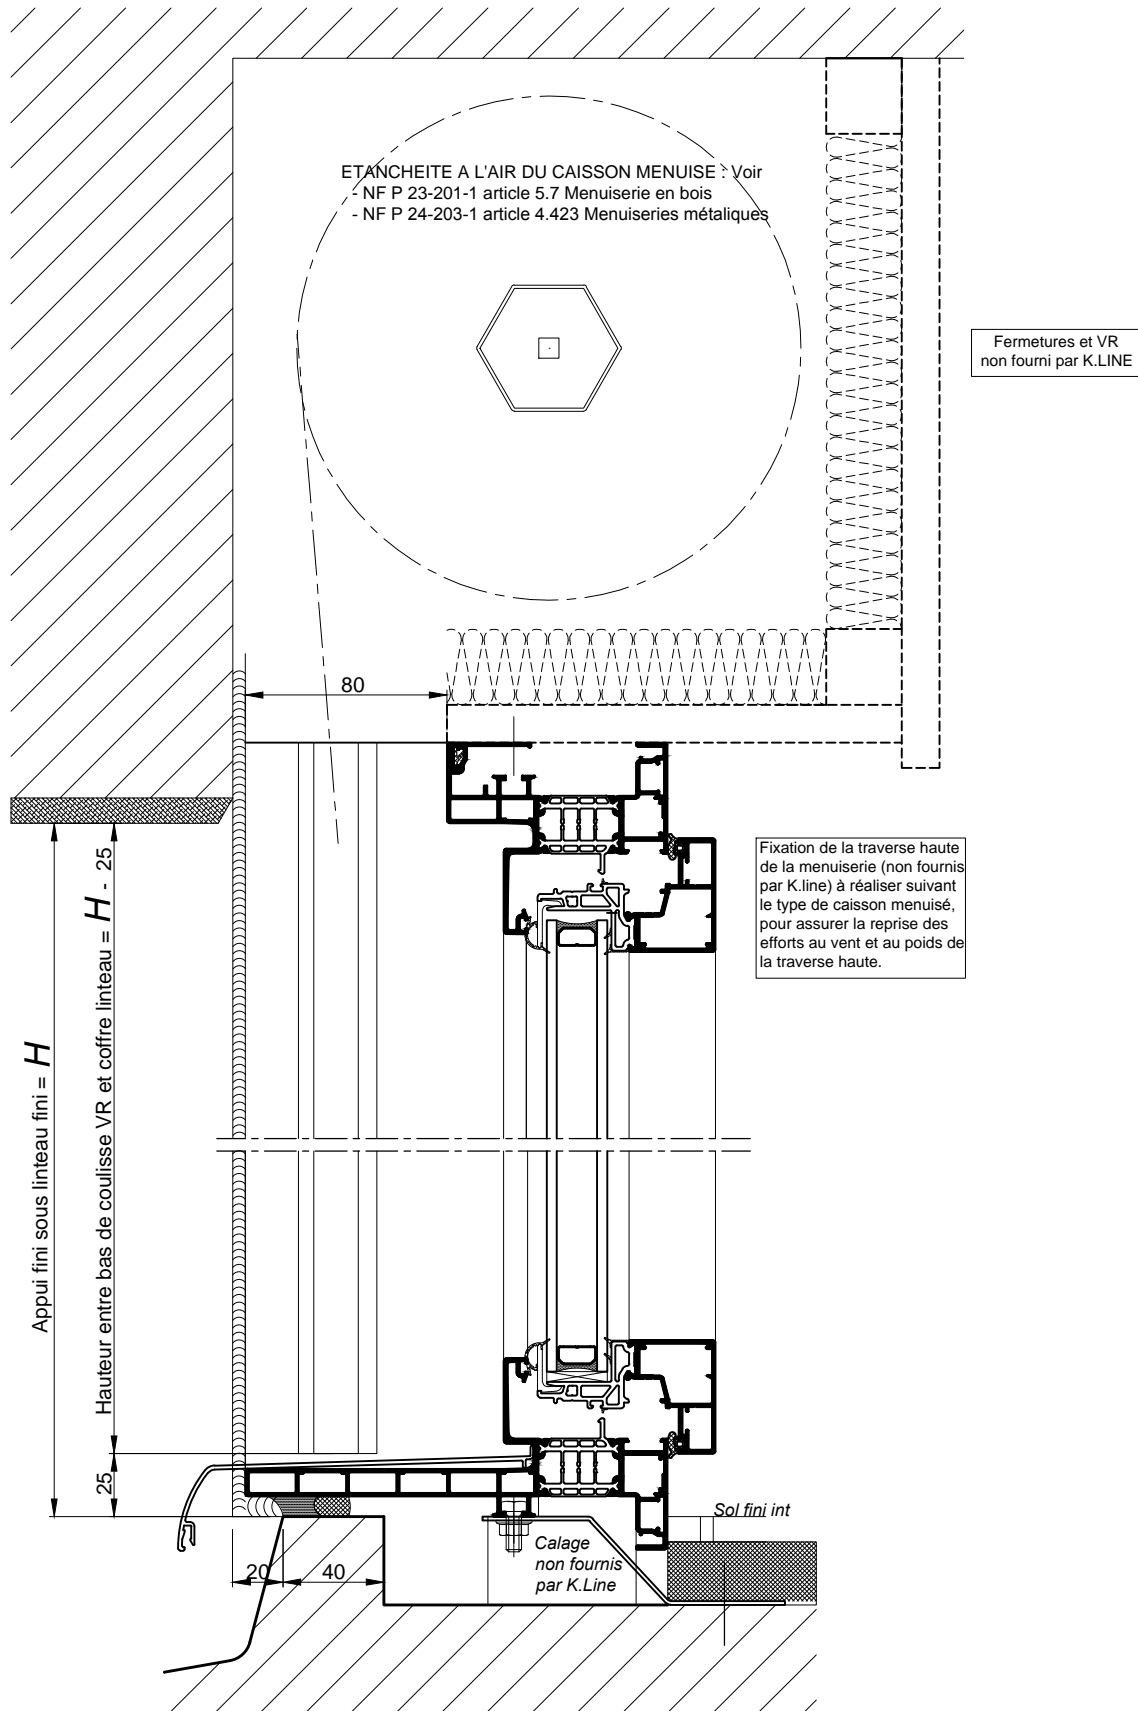 ETANCHEITE A L'AIR DU CAISSON MENUISE : Voir
- NF P 23-201-1 article 5.7 Menuiserie en bois
- NF P 24-203-1 article 4.423 Menuiseries métaliques
Fermetures et VR
non fourni par K.LINE
80
Fixation de la traverse haute
de la menuiserie (non fournis
par K.line) à réaliser suivant
le type de caisson menuisé,
pour assurer la reprise des
efforts au vent et au poids de
la traverse haute.
Appui fini sous linteau fini = H
Hauteur entre bas de coulisse VR et coffre linteau = H - 25
25
Sol fini int
Calage
non fournis
par K.Line
20
40